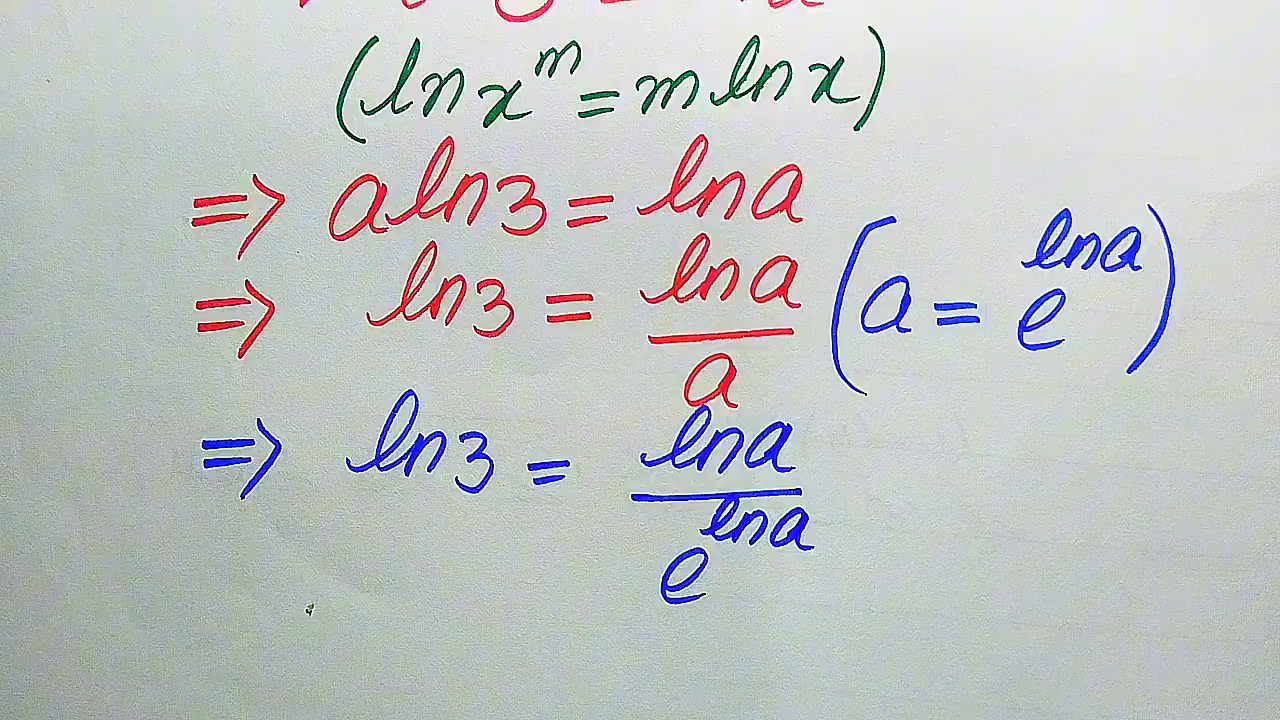 (ln x^m = m ln x)
=> a ln 3 = ln a
=> ln 3 = ln a / a (a = e^ln a)
=> ln 3 = ln a / e^ln a